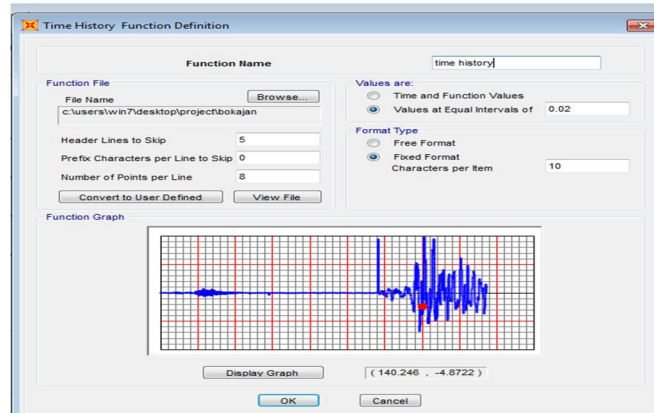 Time History Function Definition
Function Name
time history
Function File
File Name
Browse...
c:\users\win7\desktop\project\bokajan
Header Lines to Skip
5
Prefix Characters per Line to Skip
0
Number of Points per Line
8
Convert to User Defined
View File
Values are:
Time and Function Values
Values at Equal Intervals of
0.02
Format Type
Free Format
Fixed Format
Characters per Item
10
Function Graph
Display Graph
( 140.246 , -4.8722 )
OK
Cancel